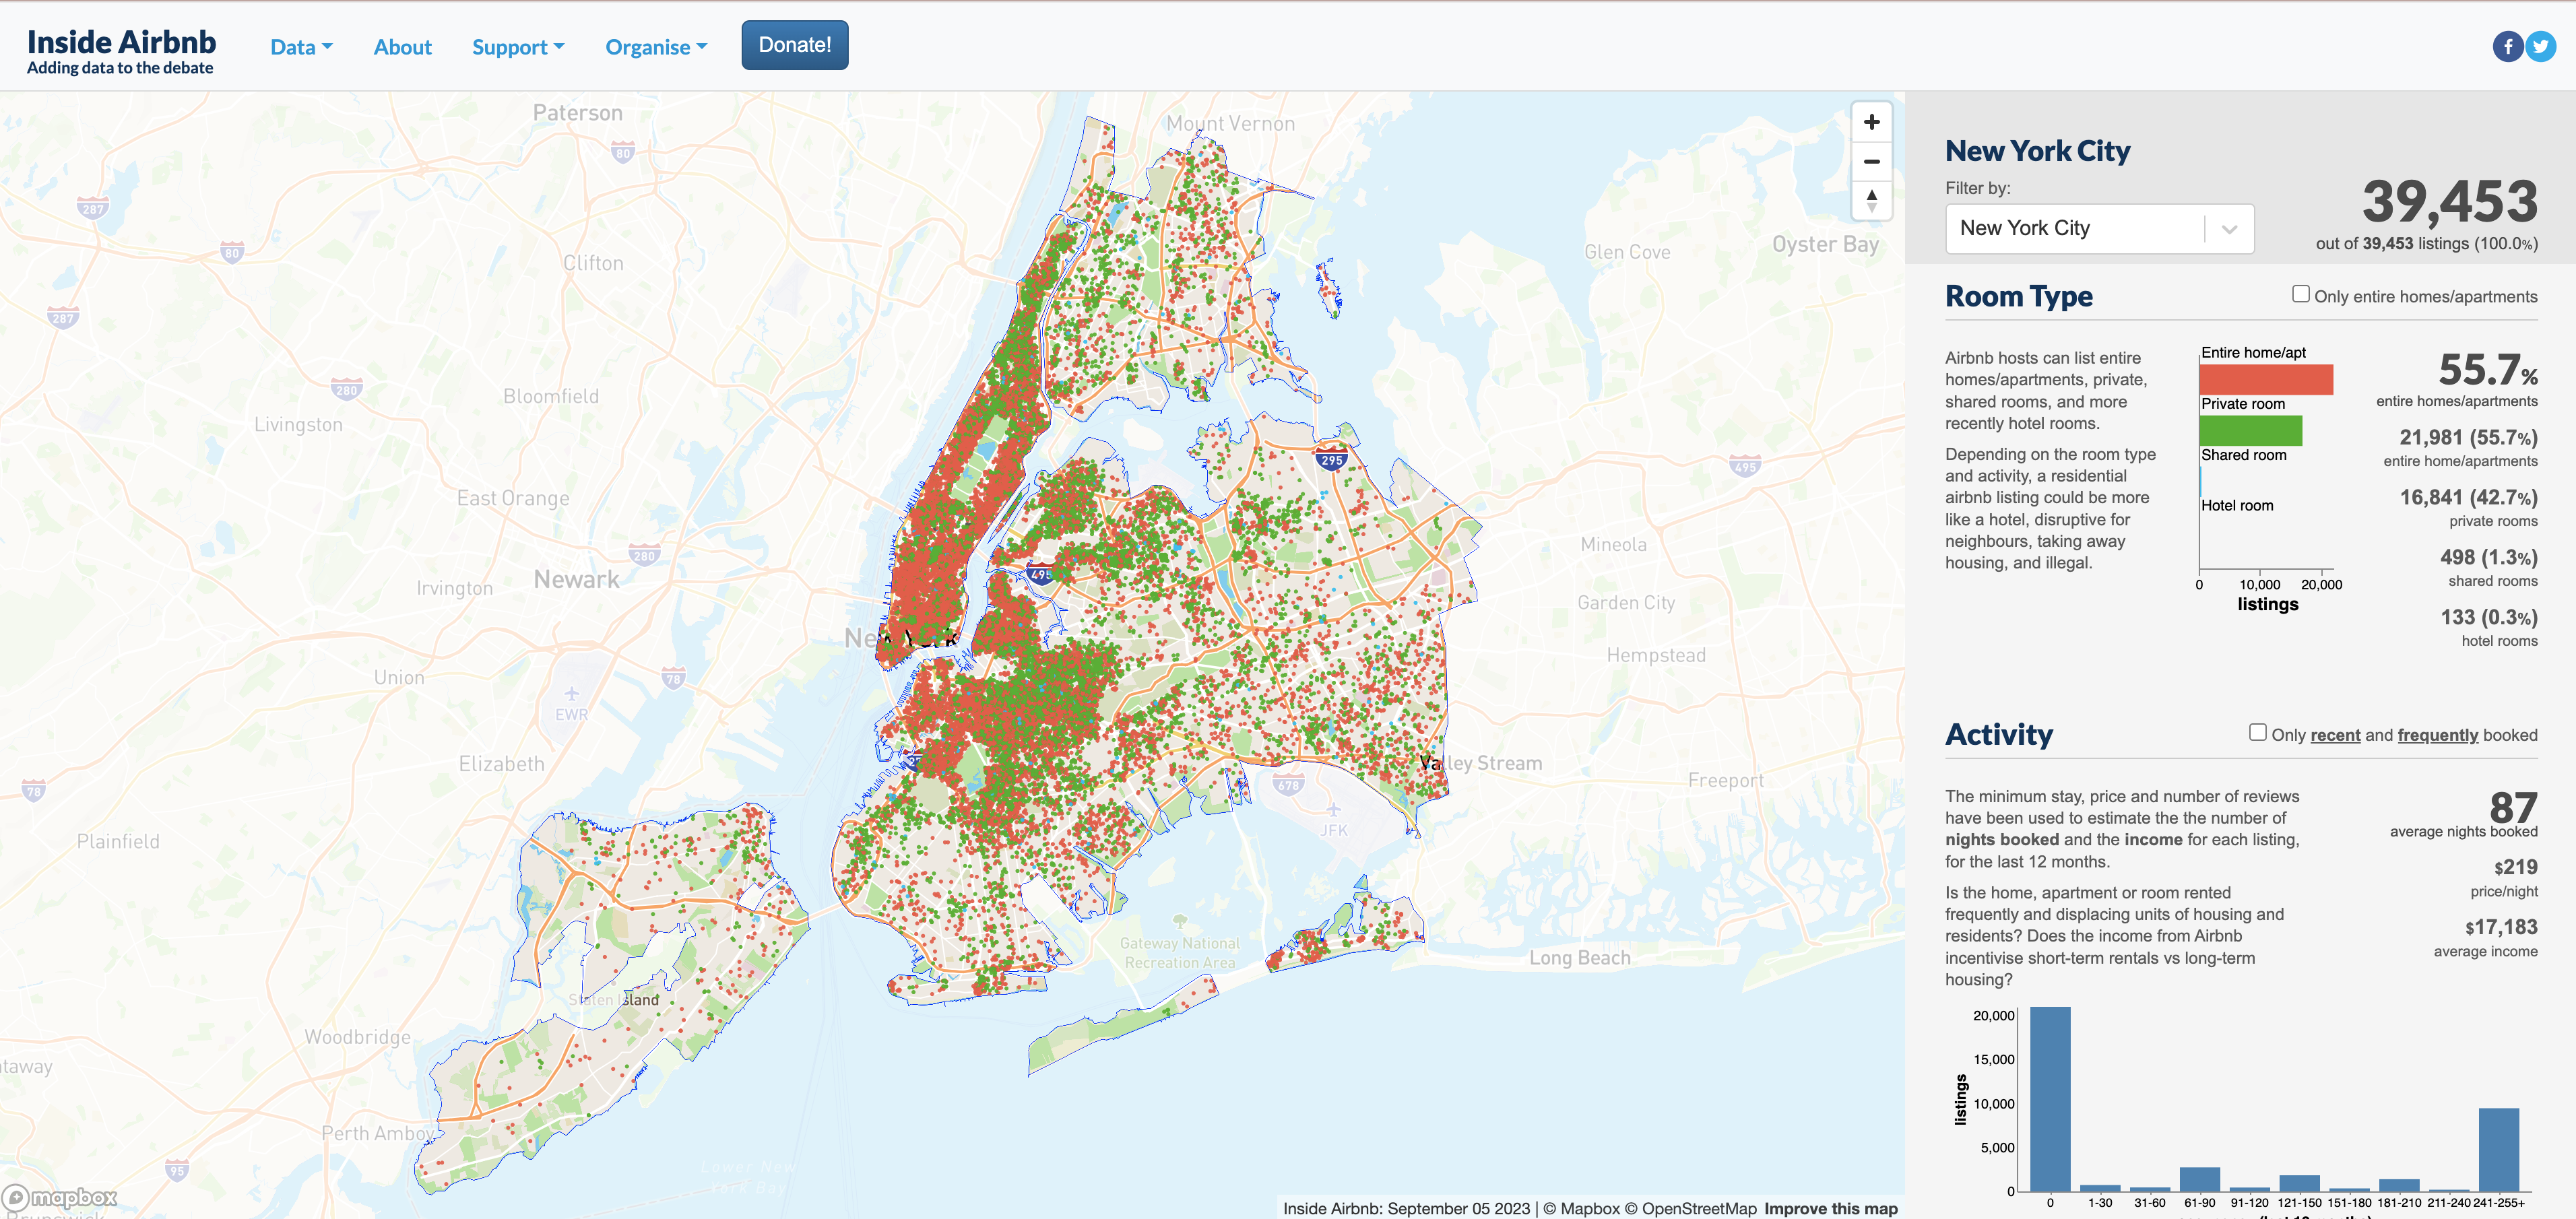 Inside Airbnb
Adding data to the debate
Data
About
Support
Organise
Donate!
Paterson
Mount Vernon
80
287
80
Clifton
Glen Cove
Oyster Bay
287
280
Bloomfield
Livingston
295
495
East Orange
280
Mineola
Irvington
Newark
495
Garden City
Ne
k
Hempstead
Union
78
EWR
Elizabeth
Valley Stream
678
Freeport
78
JFK
Plainfield
Gateway National
Recreation Area
Long Beach
Staten Island
Woodbridge
taway
Perth Amboy
95
Lower New
York Bay
mapbox
Inside Airbnb: September 05 2023 | © Mapbox © OpenStreetMap Improve this map
New York City
Filter by:
New York City
39,453
out of 39,453 listings (100.0%)
Room Type
Only entire homes/apartments
Airbnb hosts can list entire
homes/apartments, private,
shared rooms, and more
recently hotel rooms.
Depending on the room type
and activity, a residential
airbnb listing could be more
like a hotel, disruptive for
neighbours, taking away
housing, and illegal.
Entire home/apt
Private room
Shared room
Hotel room
0 10,000 20,000
listings
55.7%
entire homes/apartments
21,981 (55.7%)
entire home/apartments
16,841 (42.7%)
private rooms
498 (1.3%)
shared rooms
133 (0.3%)
hotel rooms
Activity
Only recent and frequently booked
The minimum stay, price and number of reviews
have been used to estimate the the number of
nights booked and the income for each listing,
for the last 12 months.
Is the home, apartment or room rented
frequently and displacing units of housing and
residents? Does the income from Airbnb
incentivise short-term rentals vs long-term
housing?
87
average nights booked
$219
price/night
$17,183
average income
20,000
15,000
10,000
5,000
0
listings
0 1-30 31-60 61-90 91-120 121-150 151-180 181-210 211-240 241-255+